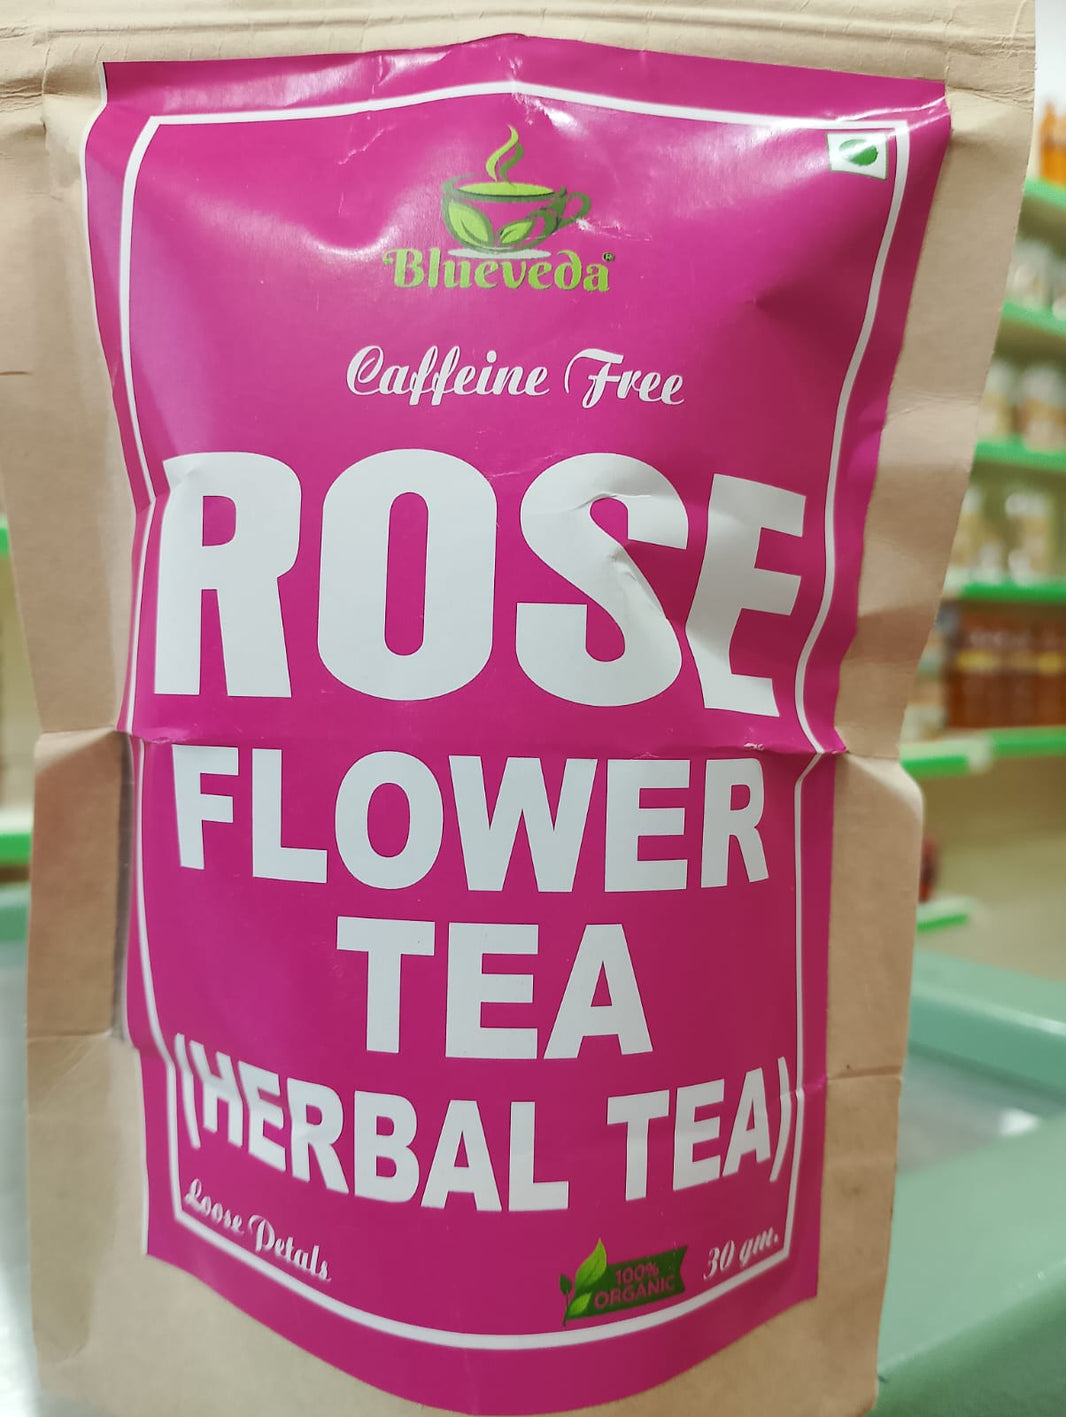 Blueveda®
Caffeine Free
ROSE
FLOWER
TEA
(HERBAL TEA)
Loose Petals
100%
ORGANIC
30 gm.